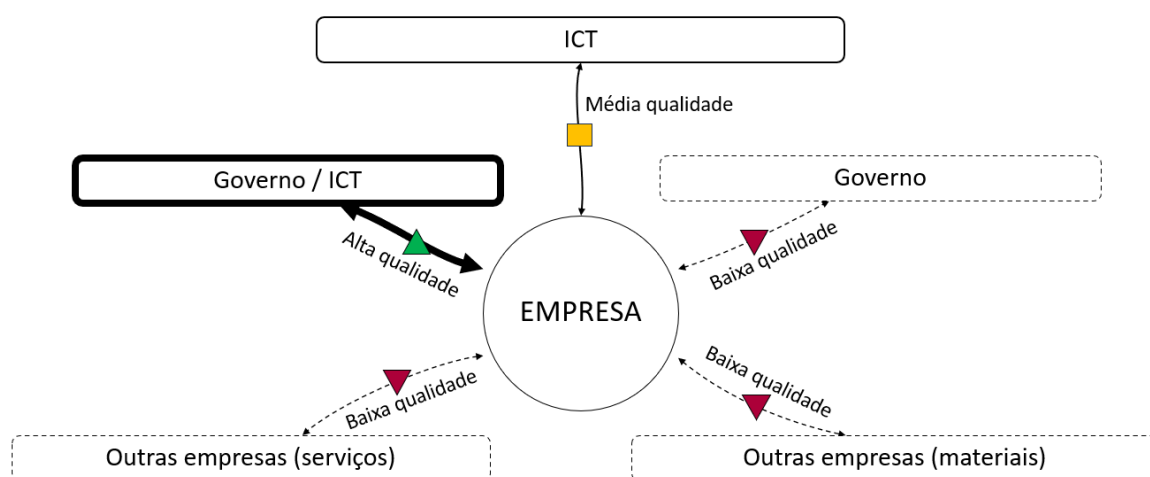 ICT
Média qualidade
Governo / ICT
Governo
Alta qualidade
Baixa qualidade
EMPRESA
Baixa qualidade
Baixa qualidade
Outras empresas (serviços)
Outras empresas (materiais)